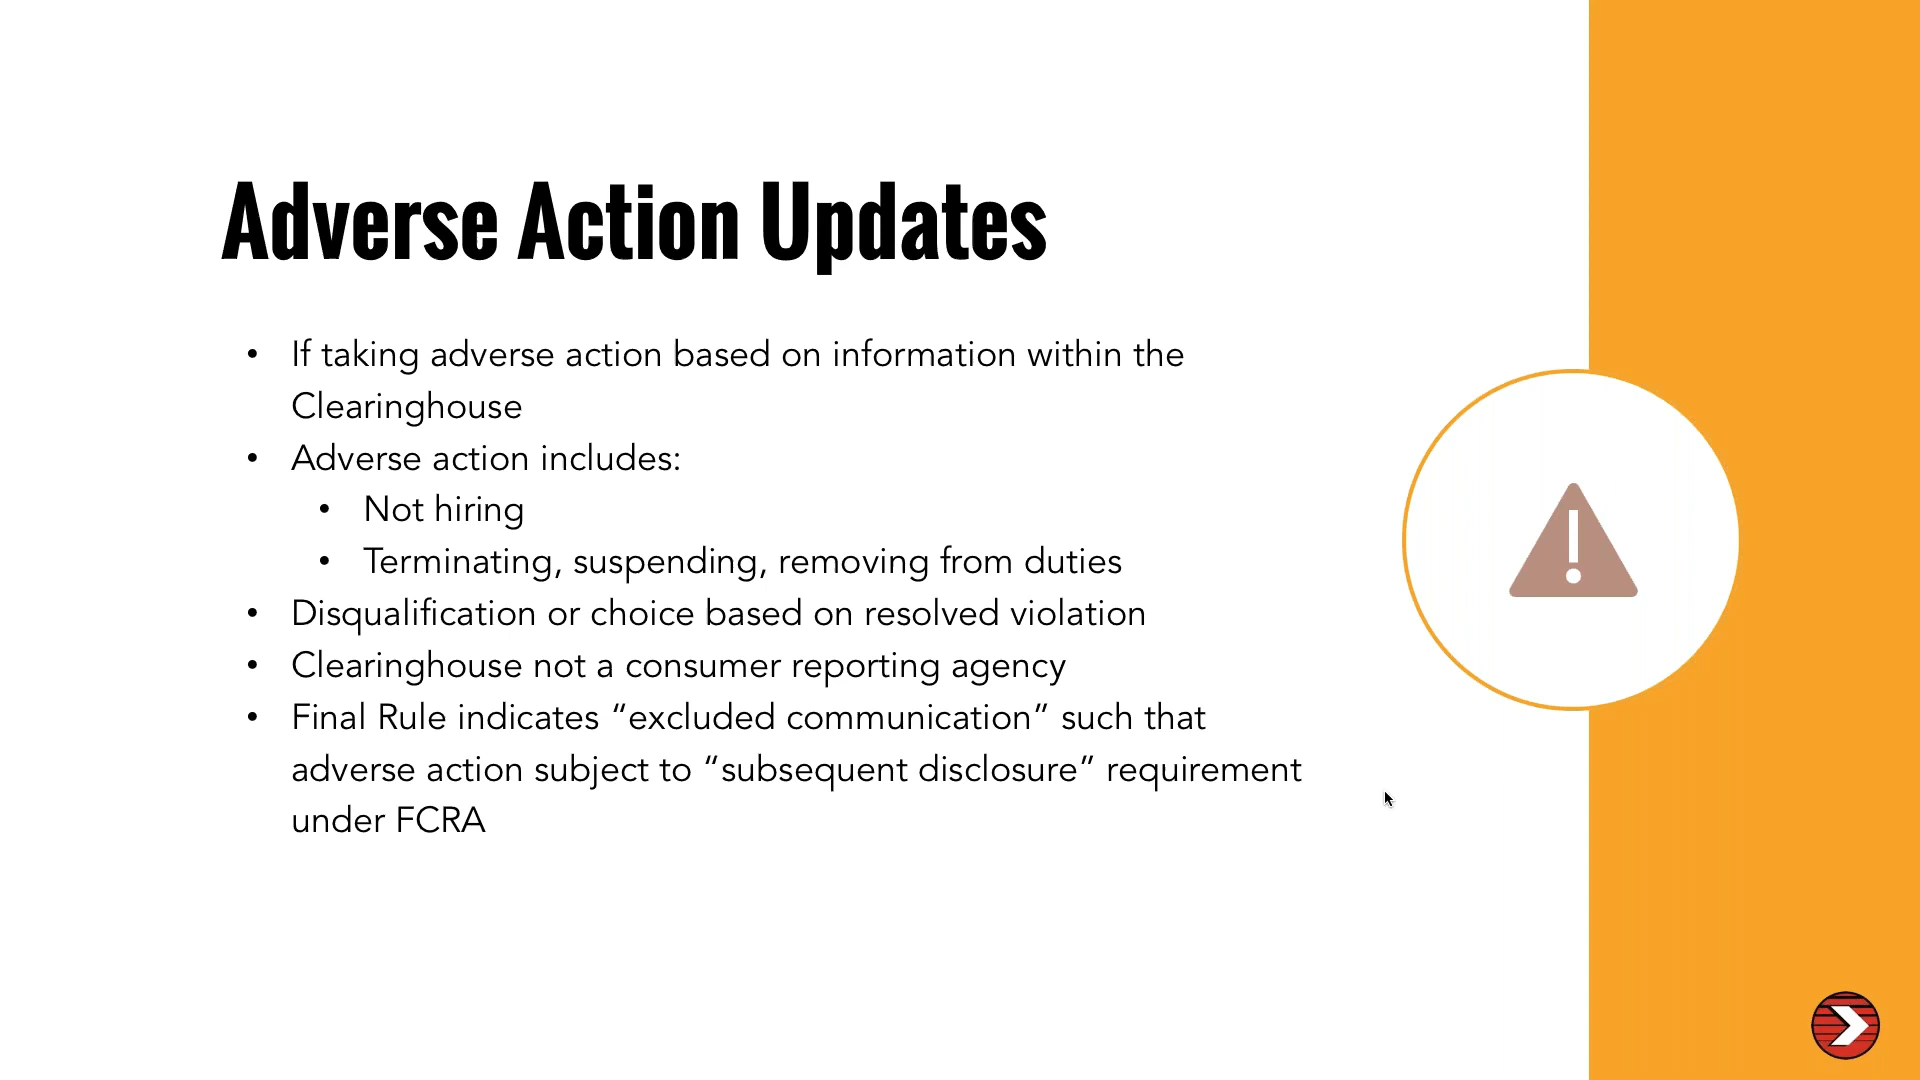 Adverse Action Updates
• If taking adverse action based on information within the
Clearinghouse
• Adverse action includes:
• Not hiring
• Terminating, suspending, removing from duties
• Disqualification or choice based on resolved violation
• Clearinghouse not a consumer reporting agency
• Final Rule indicates “excluded communication” such that
adverse action subject to “subsequent disclosure” requirement
under FCRA